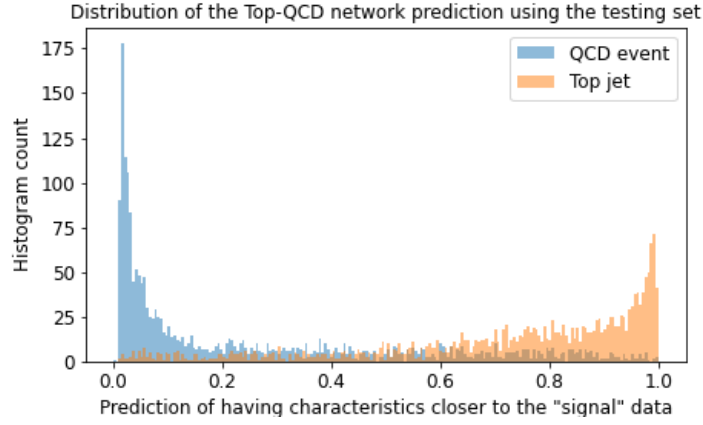 Distribution of the Top-QCD network prediction using the testing set
175
150
125
100
75
50
25
0
Histogram count
QCD event
Top jet
0.0 0.2 0.4 0.6 0.8 1.0
Prediction of having characteristics closer to the "signal" data